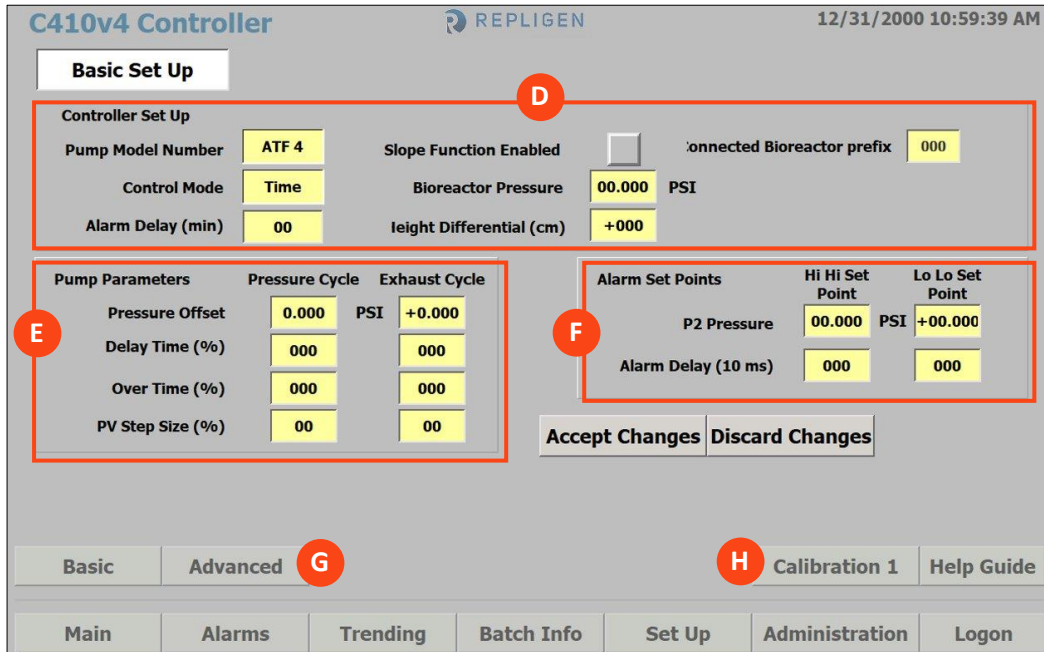 C410v4 Controller REPLIGEN 12/31/2000 10:59:39 AM
Basic Set Up
D
Controller Set Up
Pump Model Number ATF 4 Slope Function Enabled :onnected Bioreactor prefix 000
Control Mode Time Bioreactor Pressure 00.000 PSI
Alarm Delay (min) 00 leight Differential (cm) +000
Pump Parameters Pressure Cycle Exhaust Cycle
E
Pressure Offset 0.000 PSI +0.000
Delay Time (%) 000 000
Over Time (%) 000 000
PV Step Size (%) 00 00
Alarm Set Points Hi Hi Set Point Lo Lo Set Point
F
P2 Pressure 00.000 PSI +00.000
Alarm Delay (10 ms) 000 000
Accept Changes Discard Changes
Basic Advanced G H Calibration 1 Help Guide
Main Alarms Trending Batch Info Set Up Administration Logon